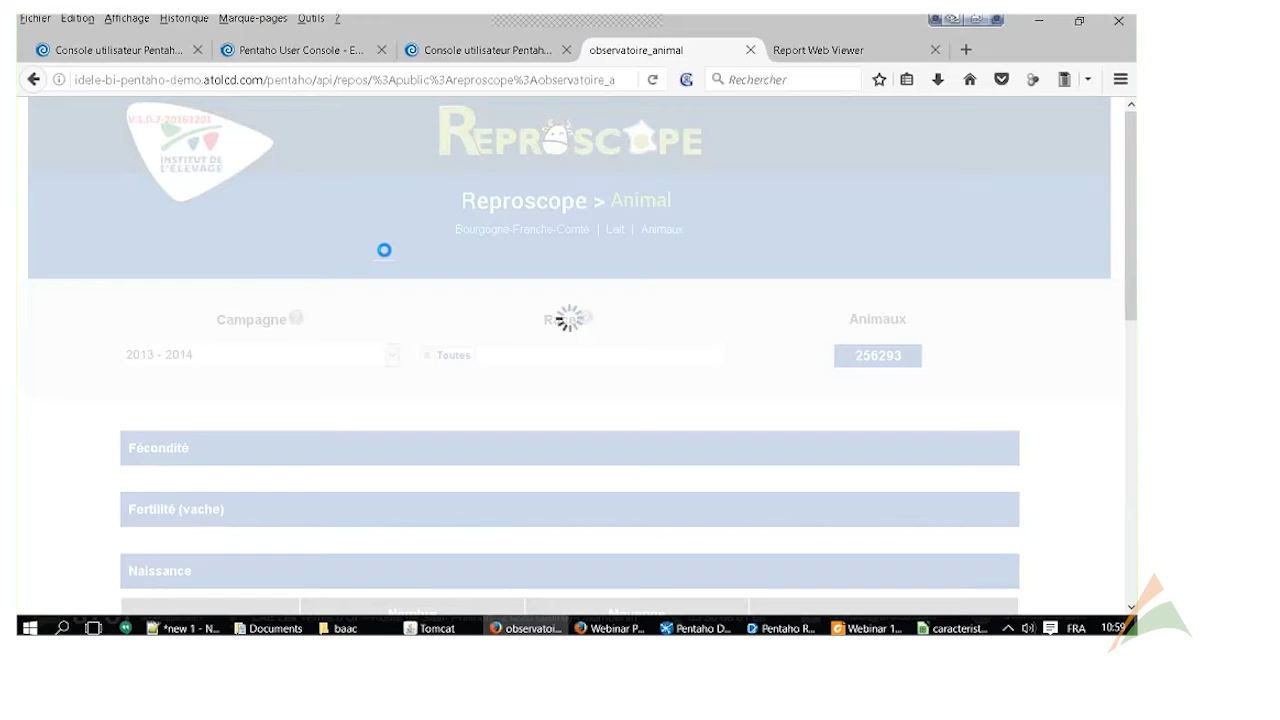 Fichier Edition Affichage Historique Marque-pages Outils ?
Console utilisateur Pentah... Pentaho User Console - E... Console utilisateur Pentah... observatoire_animal Report Web Viewer
idele-bi-pentaho-demo.atolcd.com/pentaho/api/repos/%3Apublic%3Areproscope%3Aobservatoire_a Rechercher
V.1.0.7-20161201
INSTITUT DE
L'ELEVAGE
REPROSCOPE
Reproscope > Animal
Bourgogne-Franche-Comte | Lait | Animaux
Campagne Animaux
2013 - 2014 Toutes 256293
Fécondité
Fertilité (vache)
Naissance
Nombre Moyenne
*new 1 - N... Documents baac Tomcat observatoi... Webinar P... Pentaho D... Pentaho R... Webinar 1... caracterist... FRA 10:59